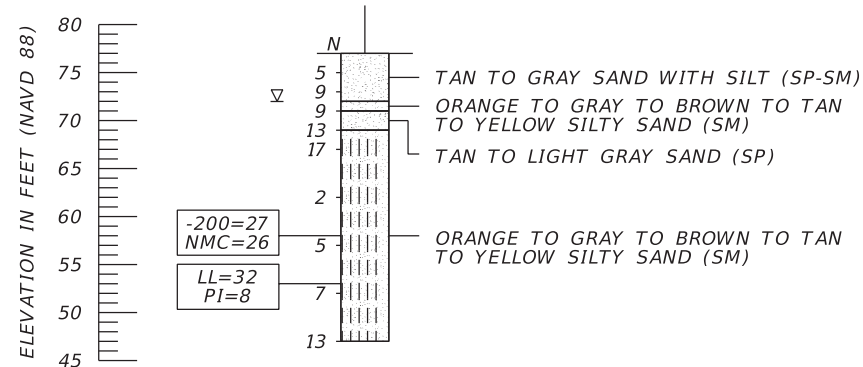 ELEVATION IN FEET (NAVD 88)
80
75
70
65
60
55
50
45
N
5
9
9
13
17
2
5
7
13
-200=27
NMC=26
LL=32
PI=8
TAN TO GRAY SAND WITH SILT (SP-SM)
ORANGE TO GRAY TO BROWN TO TAN
TO YELLOW SILTY SAND (SM)
TAN TO LIGHT GRAY SAND (SP)
ORANGE TO GRAY TO BROWN TO TAN
TO YELLOW SILTY SAND (SM)